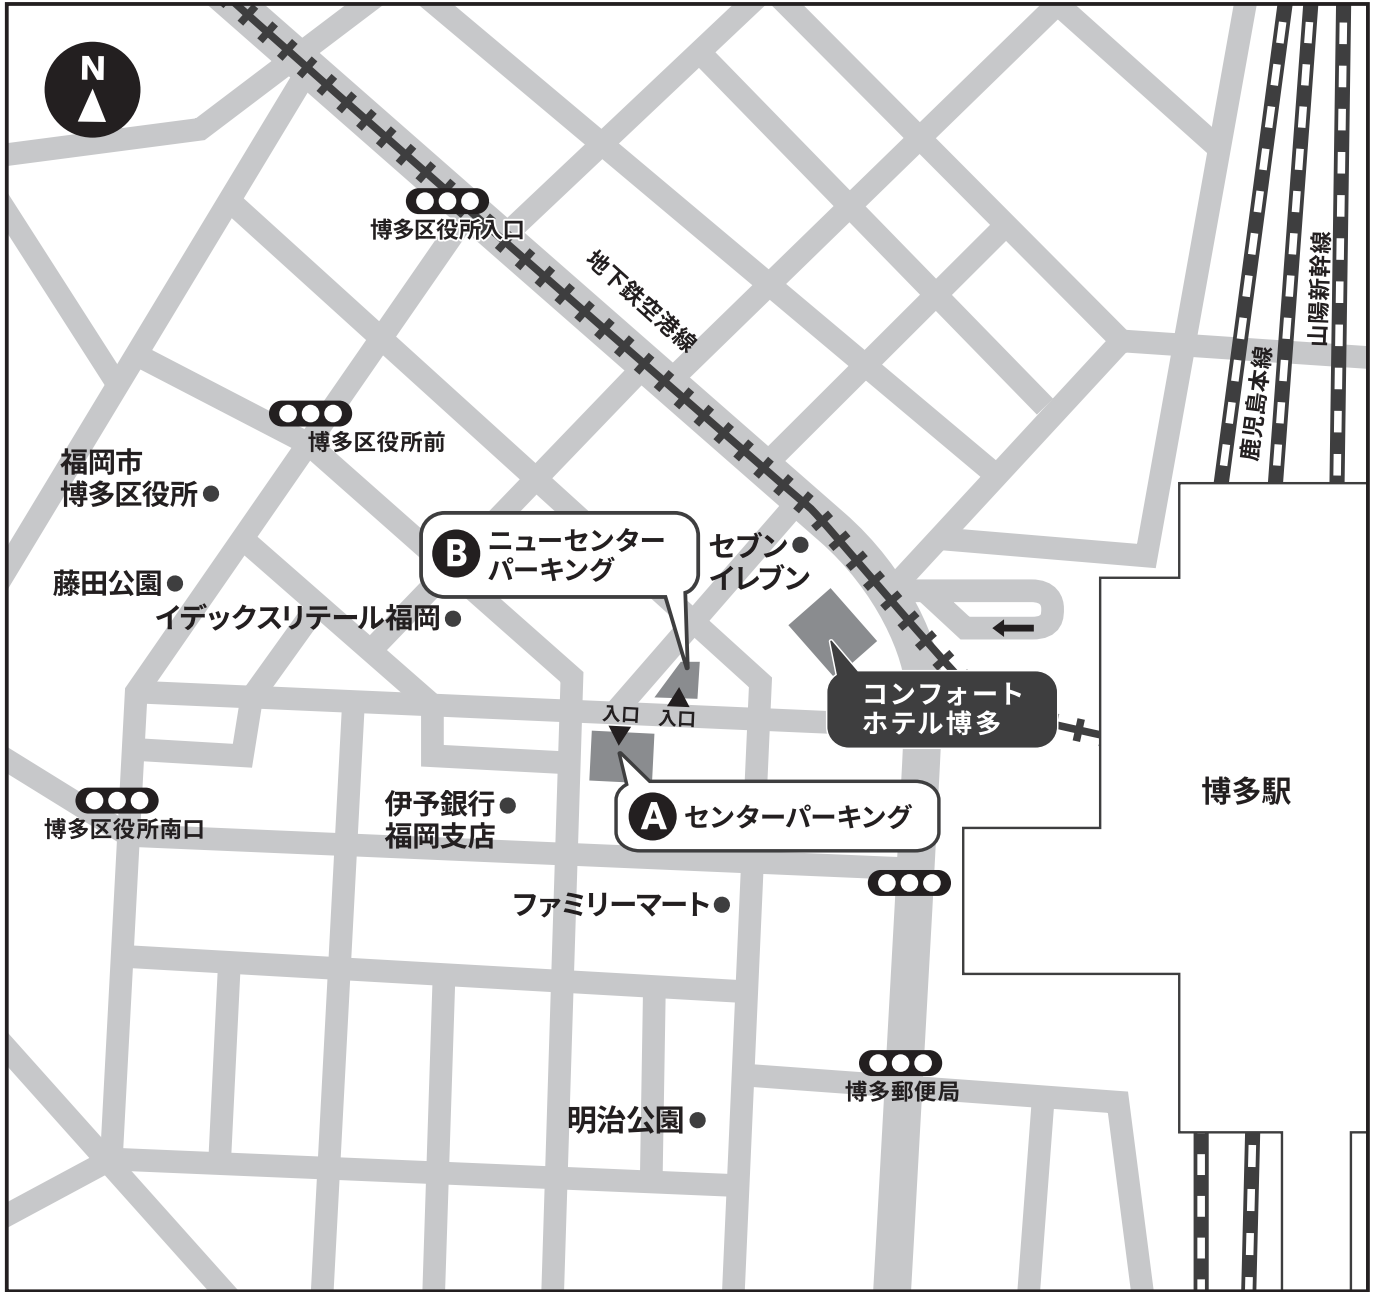 N
博多区役所入口
地下鉄空港線
山陽新幹線
鹿児島本線
博多区役所前
福岡市
博多区役所
B
ニューセンター
パーキング
セブン
イレブン
藤田公園
イデックスリテール福岡
コンフォート
ホテル博多
入口
入口
博多駅
伊予銀行
福岡支店
A
センターパーキング
博多区役所南口
ファミリーマート
博多郵便局
明治公園